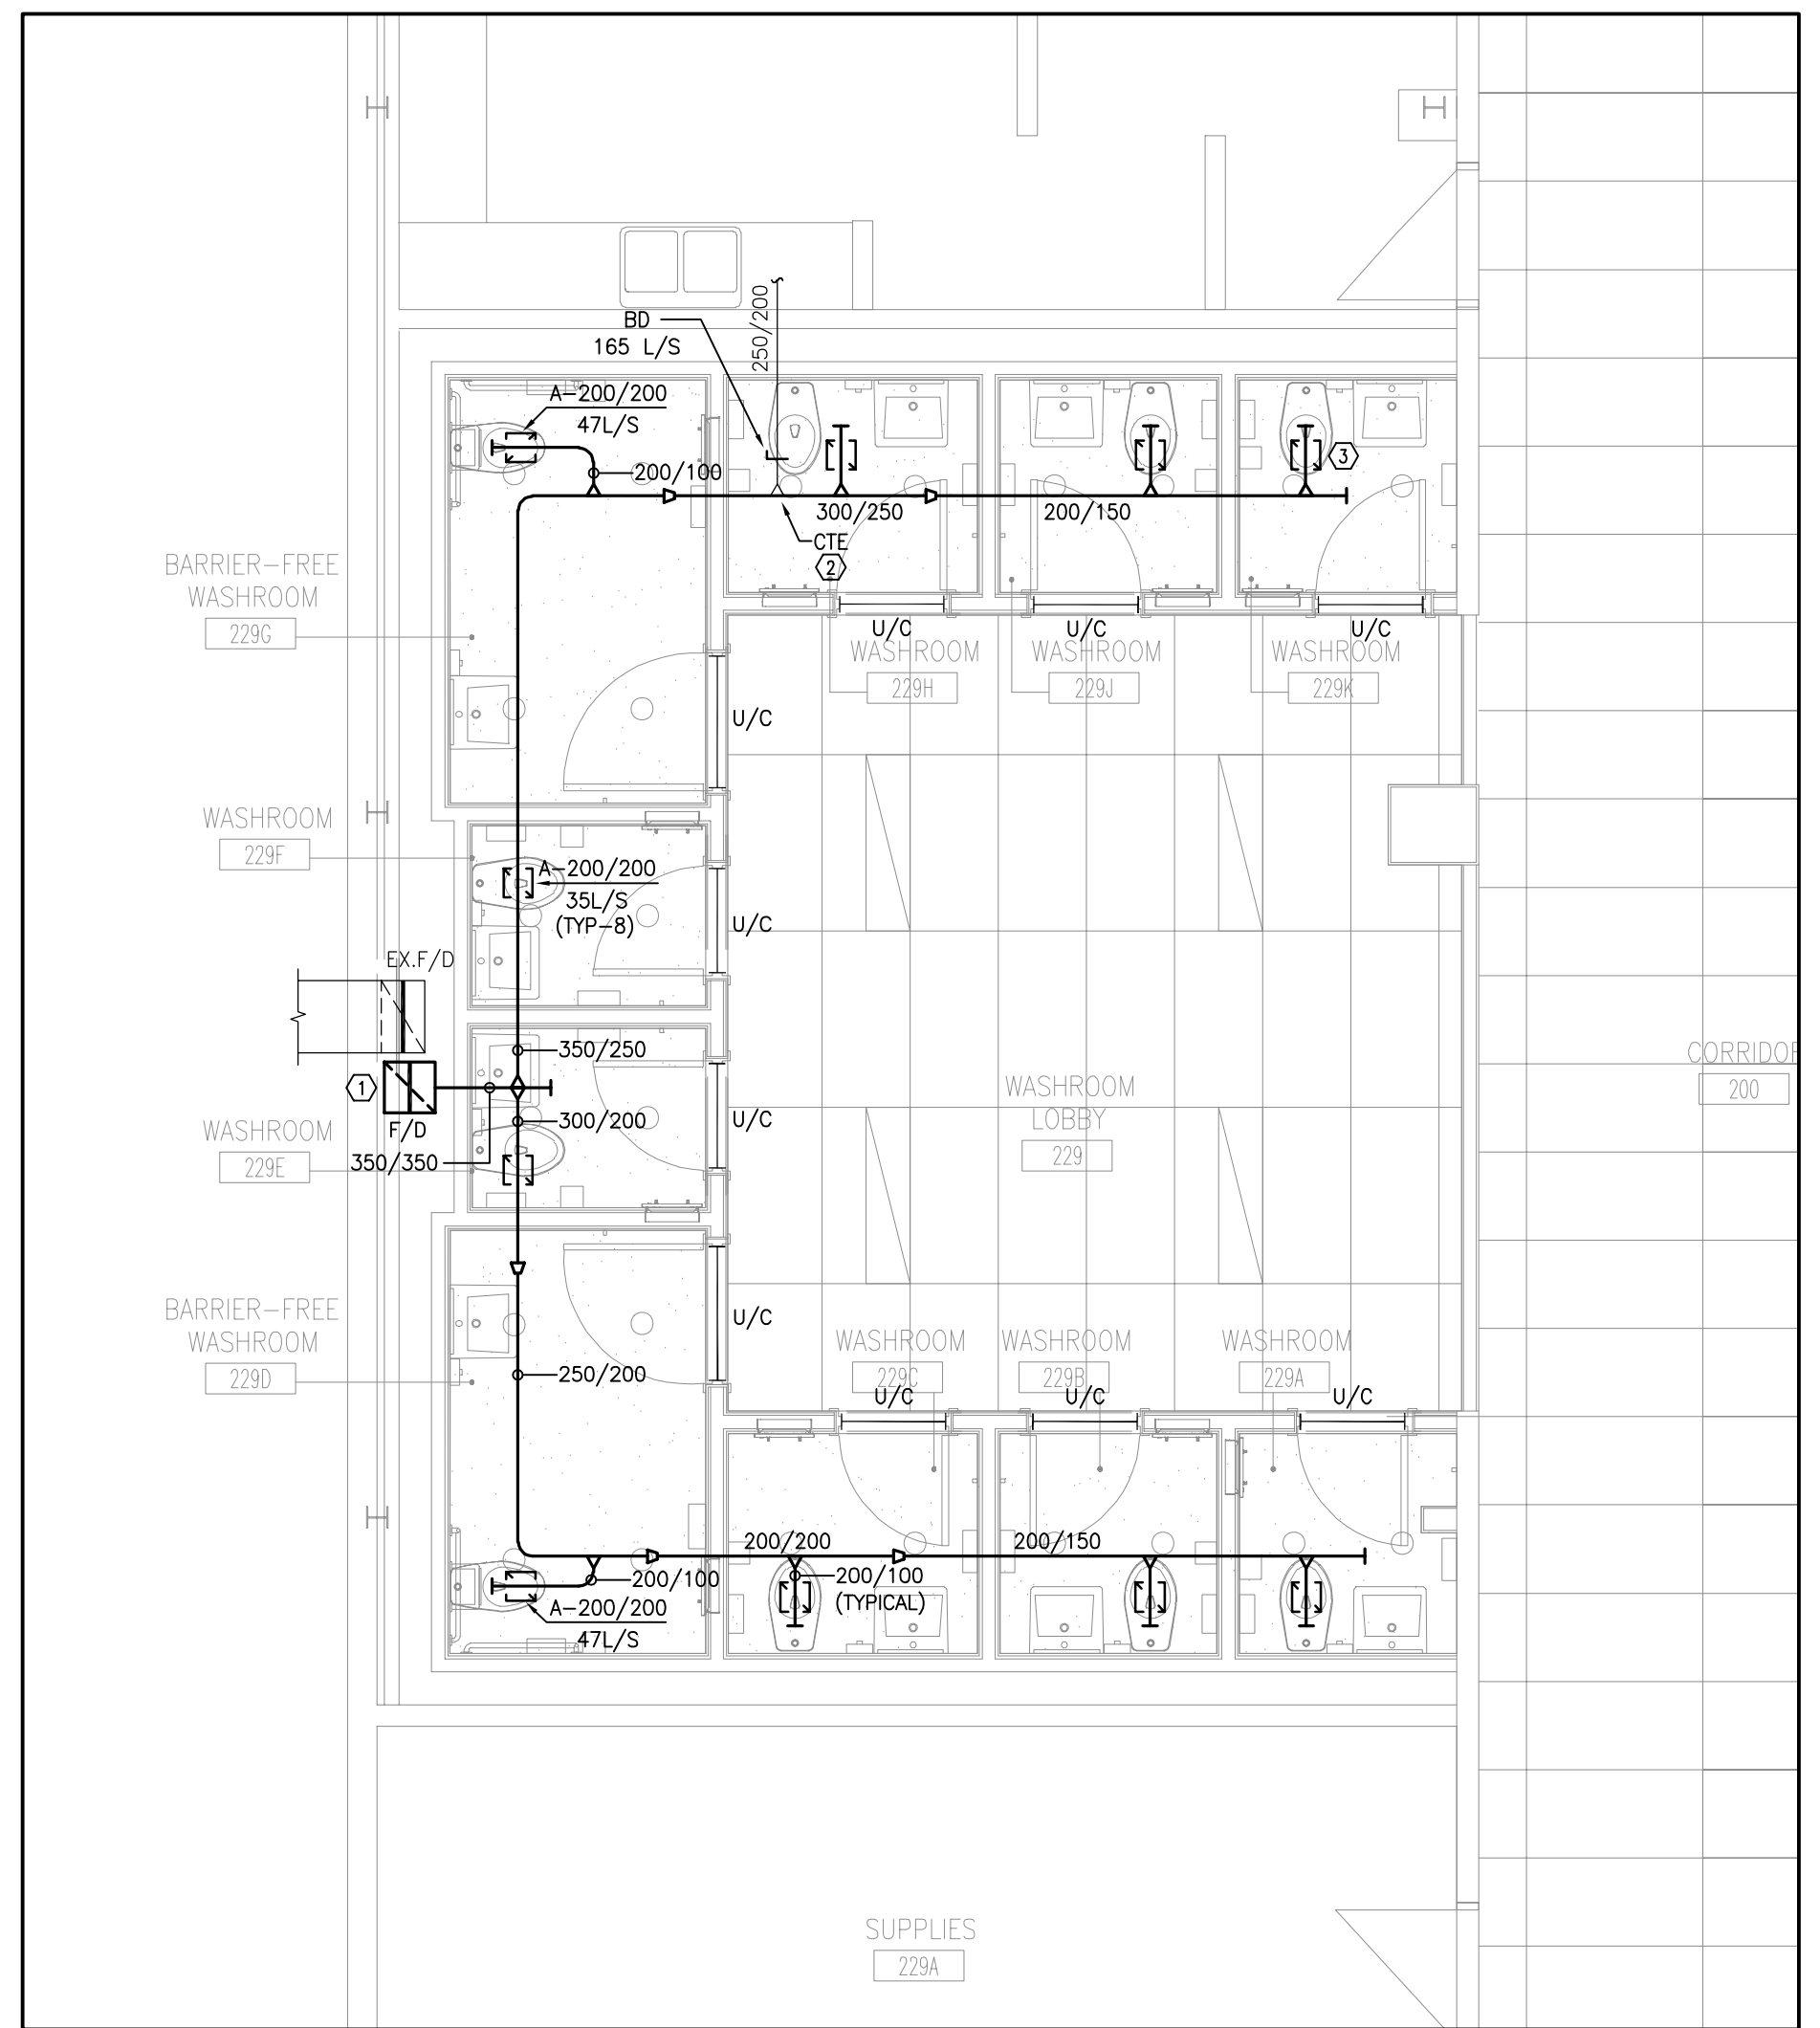 250/200
BD
165 L/S
A-200/200
47L/S
200/100
300/250
200/150
3
CTE
2
BARRIER-FREE
WASHROOM
229G
U/C
U/C
U/C
WASHROOM
229H
WASHROOM
229J
WASHROOM
229K
U/C
WASHROOM
229F
A-200/200
35L/S
(TYP-8)
U/C
EX.F/D
350/250
1
F/D
300/200
350/350
WASHROOM
229E
U/C
WASHROOM
LOBBY
229
CORRIDOR
200
BARRIER-FREE
WASHROOM
229D
U/C
250/200
WASHROOM
229C
U/C
WASHROOM
229B
U/C
WASHROOM
229A
U/C
200/200
200/150
200/100
A-200/200
47L/S
200/100
(TYPICAL)
SUPPLIES
229A